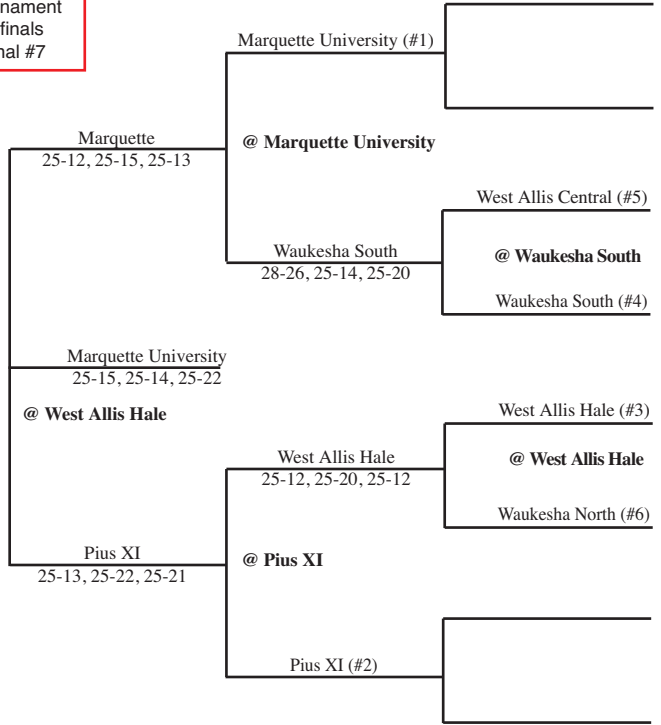 finals
#7
Marquette University (#1)
Marquette
@ Marquette University
25-12, 25-15, 25-13
West Allis Central (#5)
Waukesha South
@ Waukesha South
28-26, 25-14, 25-20
Waukesha South (#4)
Marquette University
25-15, 25-14, 25-22
@ West Allis Hale
West Allis Hale (#3)
West Allis Hale
@ West Allis Hale
25-12, 25-20, 25-12
Waukesha North (#6)
Pius XI
@ Pius XI
25-13, 25-22, 25-21
Pius XI (#2)